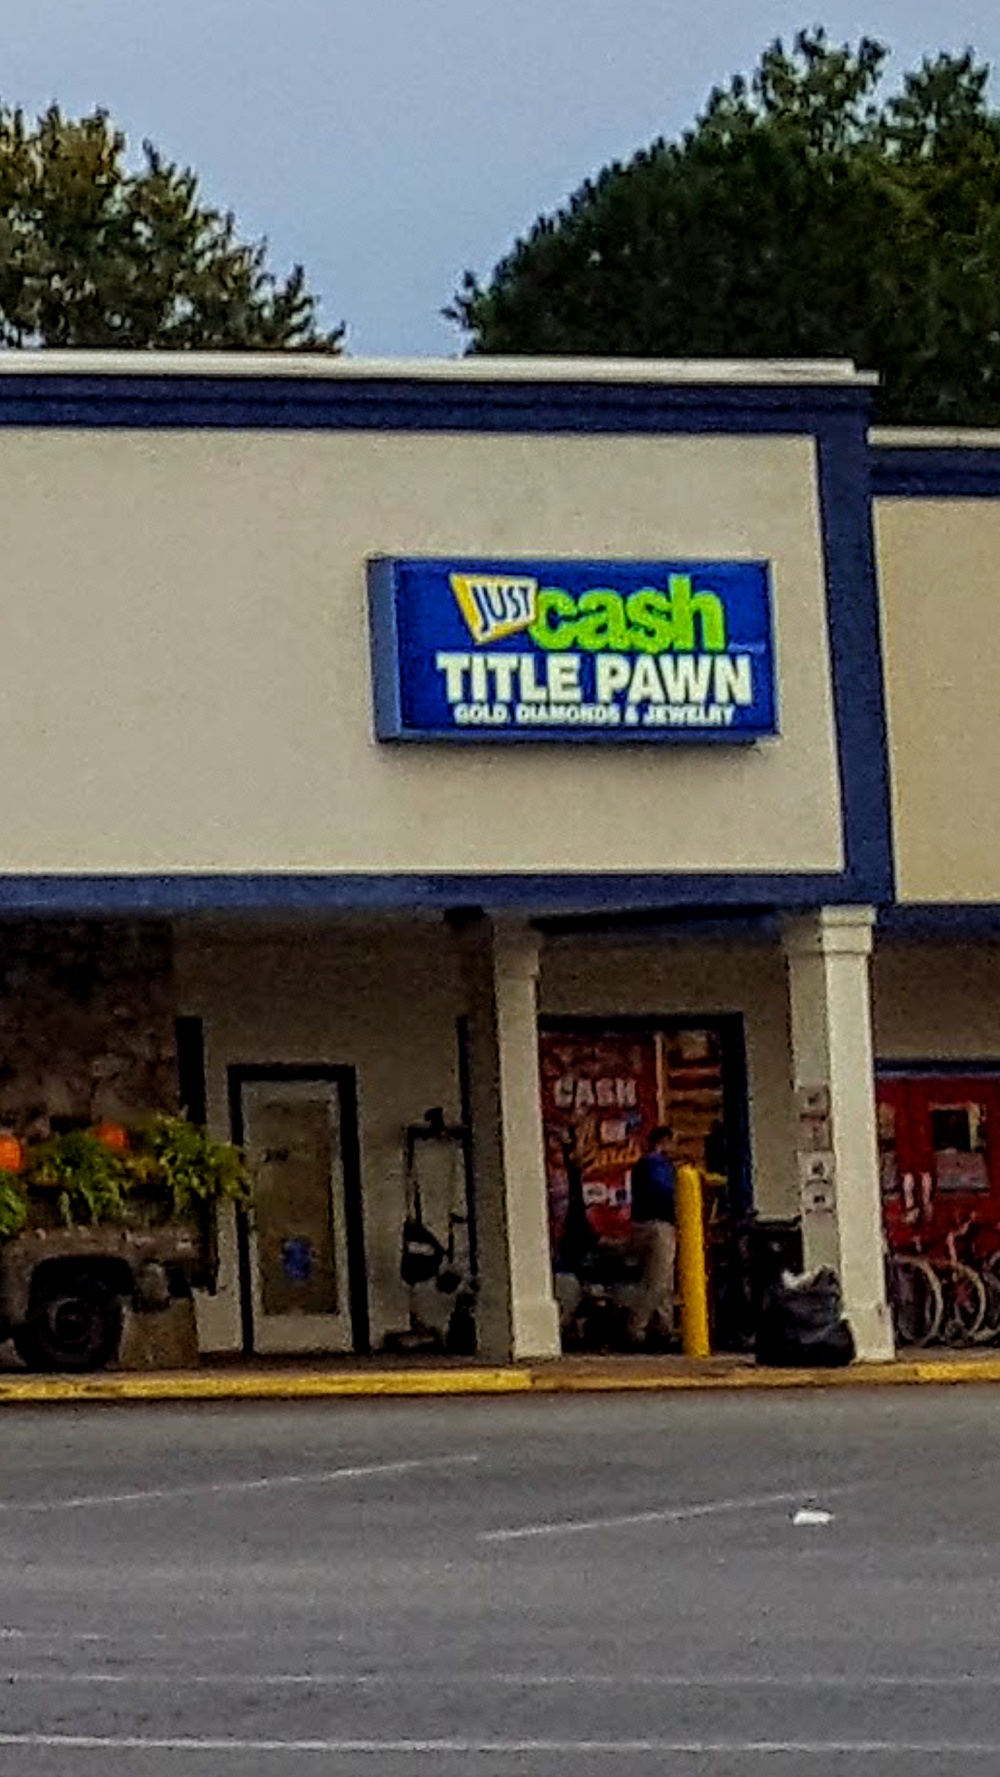 JUST cash
TITLE PAWN
GOLD, DIAMONDS & JEWELRY
CASH